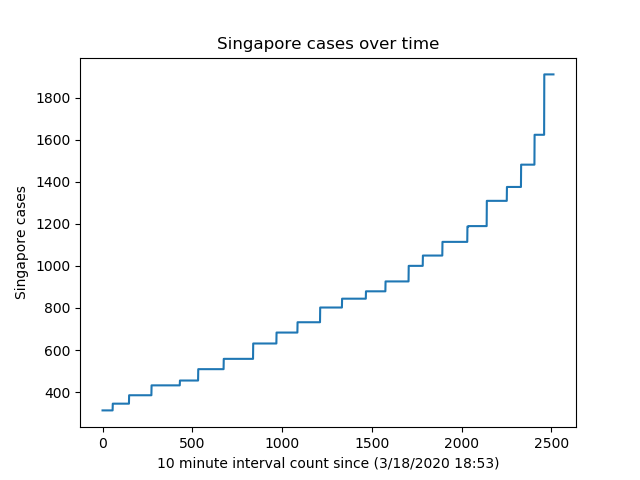 Singapore cases over time
Singapore cases
1800
1600
1400
1200
1000
800
600
400
0 500 1000 1500 2000 2500
10 minute interval count since (3/18/2020 18:53)